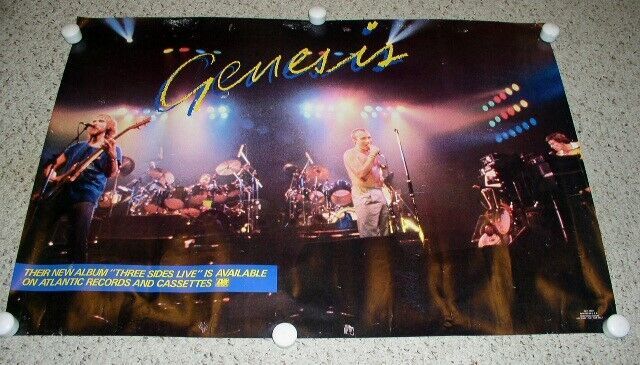 Genesis
THEIR NEW ALBUM "THREE SIDES LIVE" IS AVAILABLE
ON ATLANTIC RECORDS AND CASSETTES